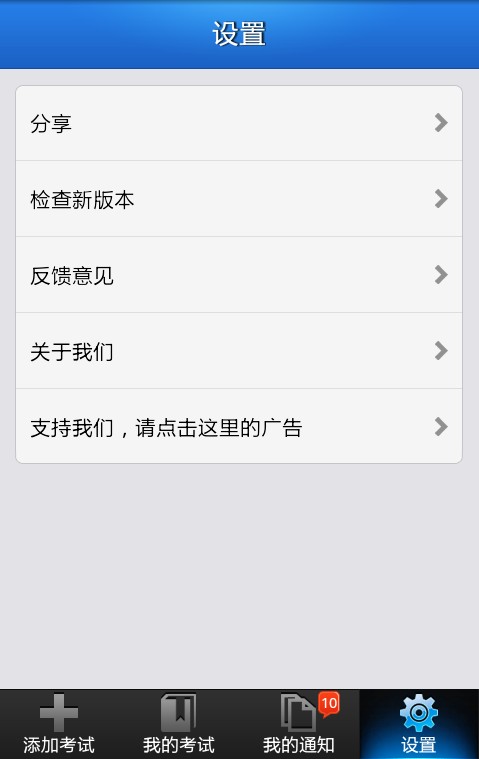 设置
分享
检查新版本
反馈意见
关于我们
支持我们，请点击这里的广告
10
添加考试
我的考试
我的通知
设置